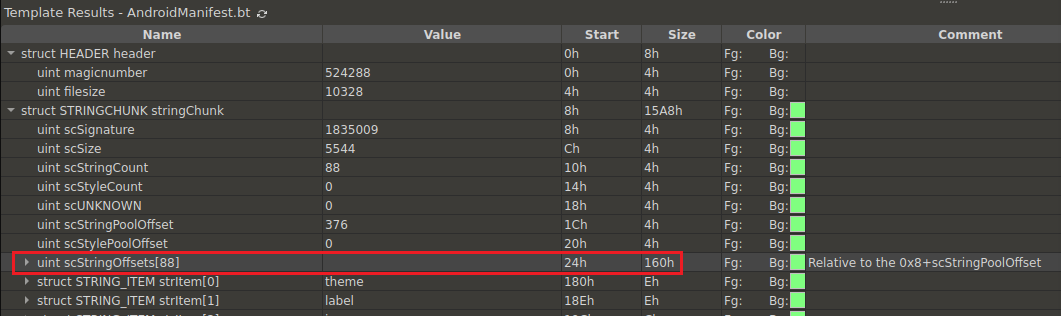 Template Results - AndroidManifest.bt
Name Value Start Size Color Comment
struct HEADER header 0h 8h Fg: Bg:
uint magicnumber 524288 0h 4h Fg: Bg:
uint filesize 10328 4h 4h Fg: Bg:
struct STRINGCHUNK stringChunk 8h 15A8h Fg: Bg:
uint scSignature 1835009 8h 4h Fg: Bg:
uint scSize 5544 Ch 4h Fg: Bg:
uint scStringCount 88 10h 4h Fg: Bg:
uint scStyleCount 0 14h 4h Fg: Bg:
uint scUNKNOWN 0 18h 4h Fg: Bg:
uint scStringPoolOffset 376 1Ch 4h Fg: Bg:
uint scStylePoolOffset 0 20h 4h Fg: Bg:
uint scStringOffsets[88] 24h 160h Fg: Bg: Relative to the 0x8+scStringPoolOffset
struct STRING_ITEM strItem[0] theme 180h Eh Fg: Bg:
struct STRING_ITEM strItem[1] label 18Eh Eh Fg: Bg: